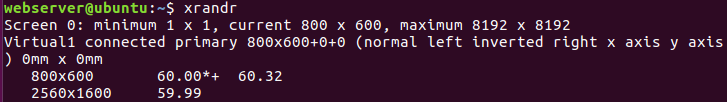 webserver@ubuntu:~$ xrandr
Screen 0: minimum 1 x 1, current 800 x 600, maximum 8192 x 8192
Virtual1 connected primary 800x600+0+0 (normal left inverted right x axis y axis
) 0mm x 0mm
   800x600       60.00*+  60.32
   2560x1600     59.99